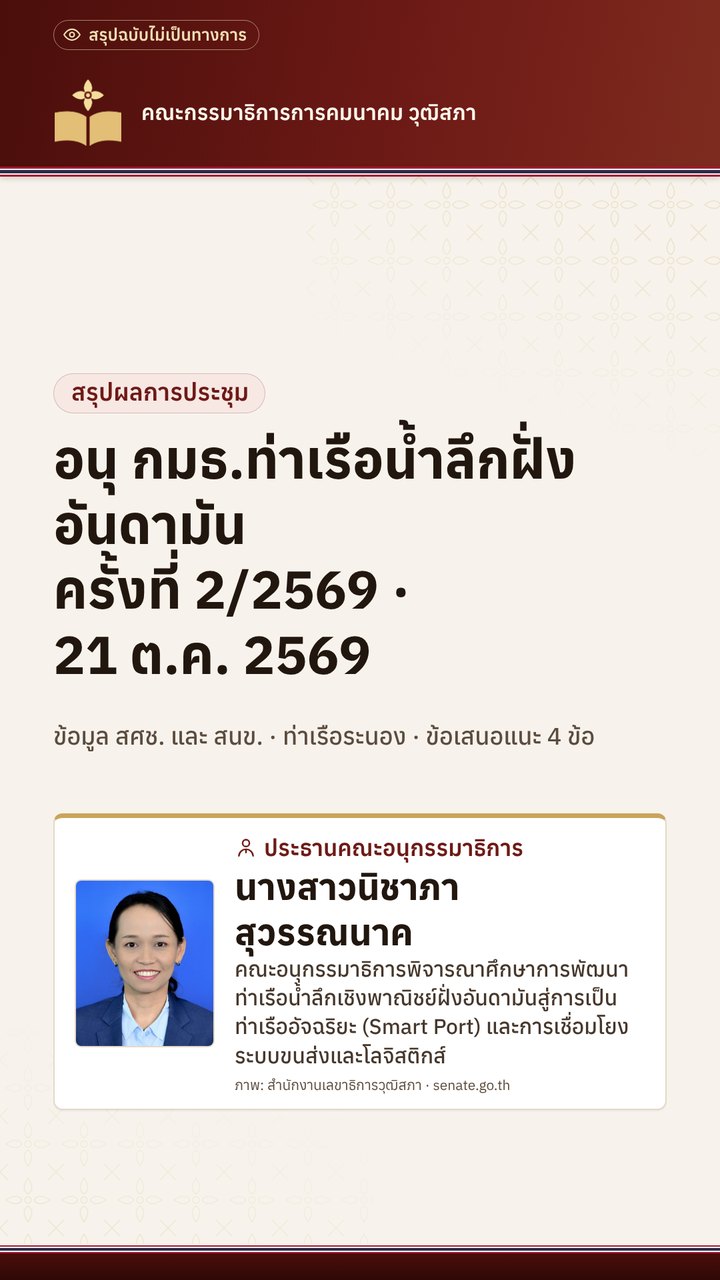 สรุปฉบับไม่เป็นทางการ
คณะกรรมาธิการการคมนาคม วุฒิสภา
สรุปผลการประชุม
อนุ กมธ.ท่าเรือน้ำลึกฝั่ง
อันดามัน
ครั้งที่ 2/2569 ·
21 ต.ค. 2569
ข้อมูล สศช. และ สนข. · ท่าเรือระนอง · ข้อเสนอแนะ 4 ข้อ
ประธานคณะอนุกรรมาธิการ
นางสาวนิชาภา
สุวรรณนาค
คณะอนุกรรมาธิการพิจารณาศึกษาการพัฒนา
ท่าเรือน้ำลึกเชิงพาณิชย์ฝั่งอันดามันสู่การเป็น
ท่าเรืออัจฉริยะ (Smart Port) และการเชื่อมโยง
ระบบขนส่งและโลจิสติกส์
ภาพ: สำนักงานเลขาธิการวุฒิสภา · senate.go.th